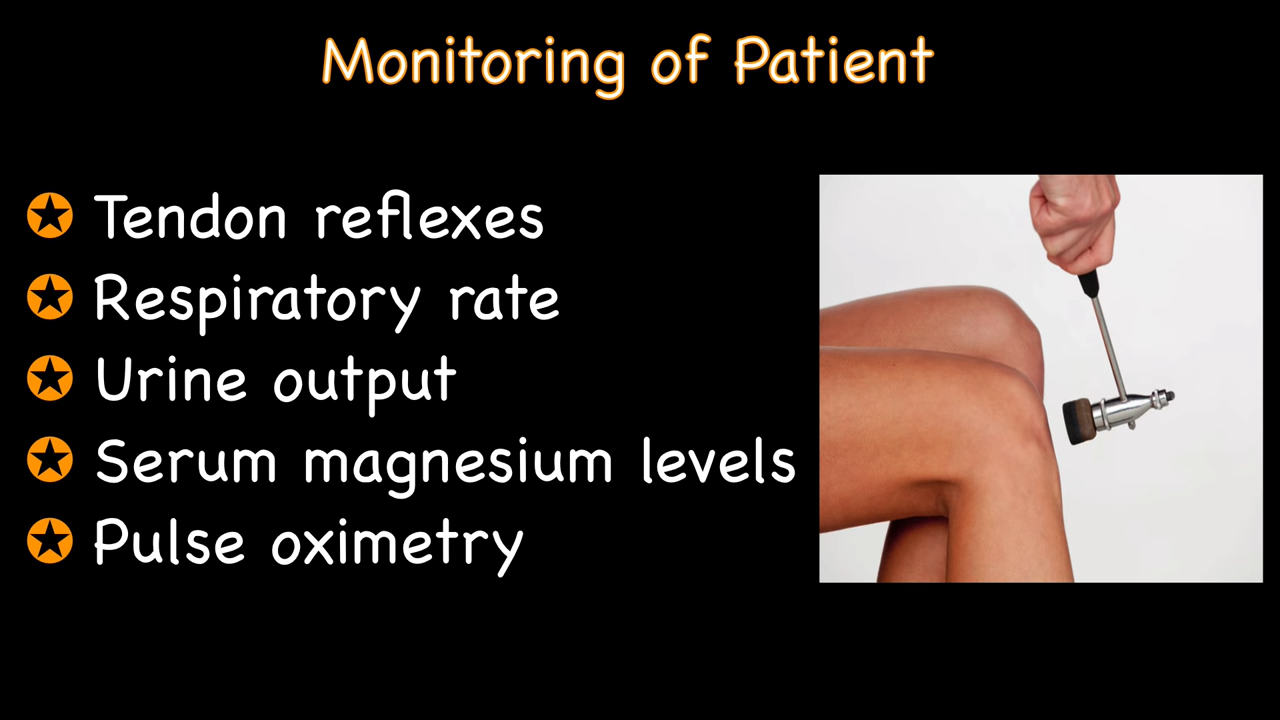 Monitoring of Patient
Tendon reflexes
Respiratory rate
Urine output
Serum magnesium levels
Pulse oximetry